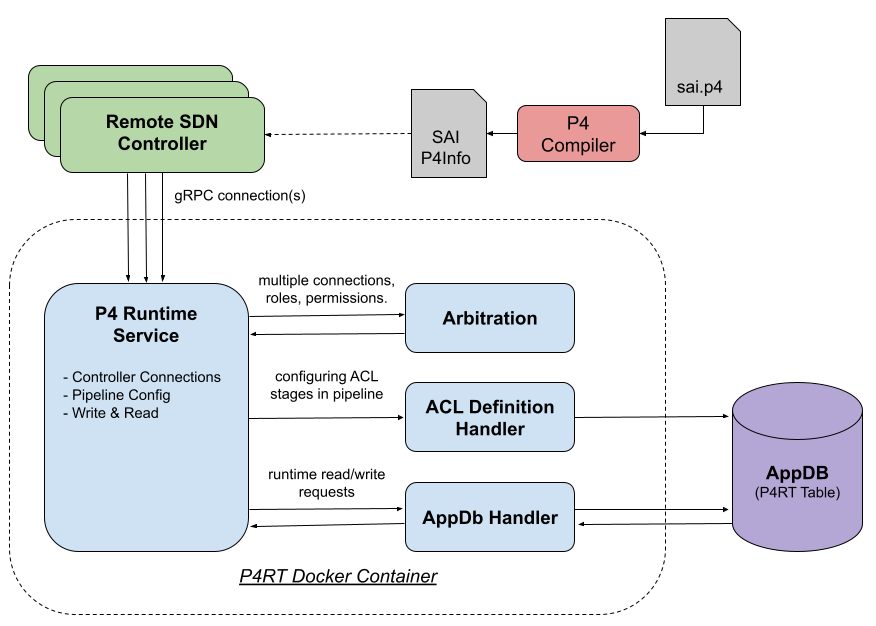 sai.p4
Remote SDN
Controller
SAI
P4Info
P4
Compiler
gRPC connection(s)
P4 Runtime
Service
- Controller Connections
- Pipeline Config
- Write & Read
multiple connections,
roles, permissions.
Arbitration
configuring ACL
stages in pipeline
ACL Definition
Handler
runtime read/write
requests
AppDb Handler
AppDB
(P4RT Table)
P4RT Docker Container